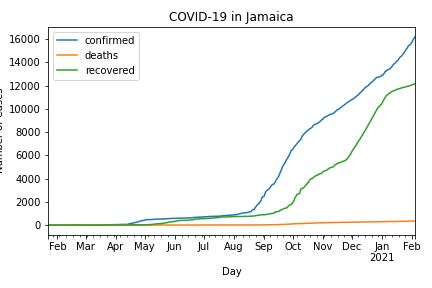 COVID-19 in Jamaica
confirmed
deaths
recovered
16000
14000
12000
10000
8000
6000
4000
2000
0
Feb Mar Apr May Jun Jul Aug Sep Oct Nov Dec Jan Feb
2021
Day